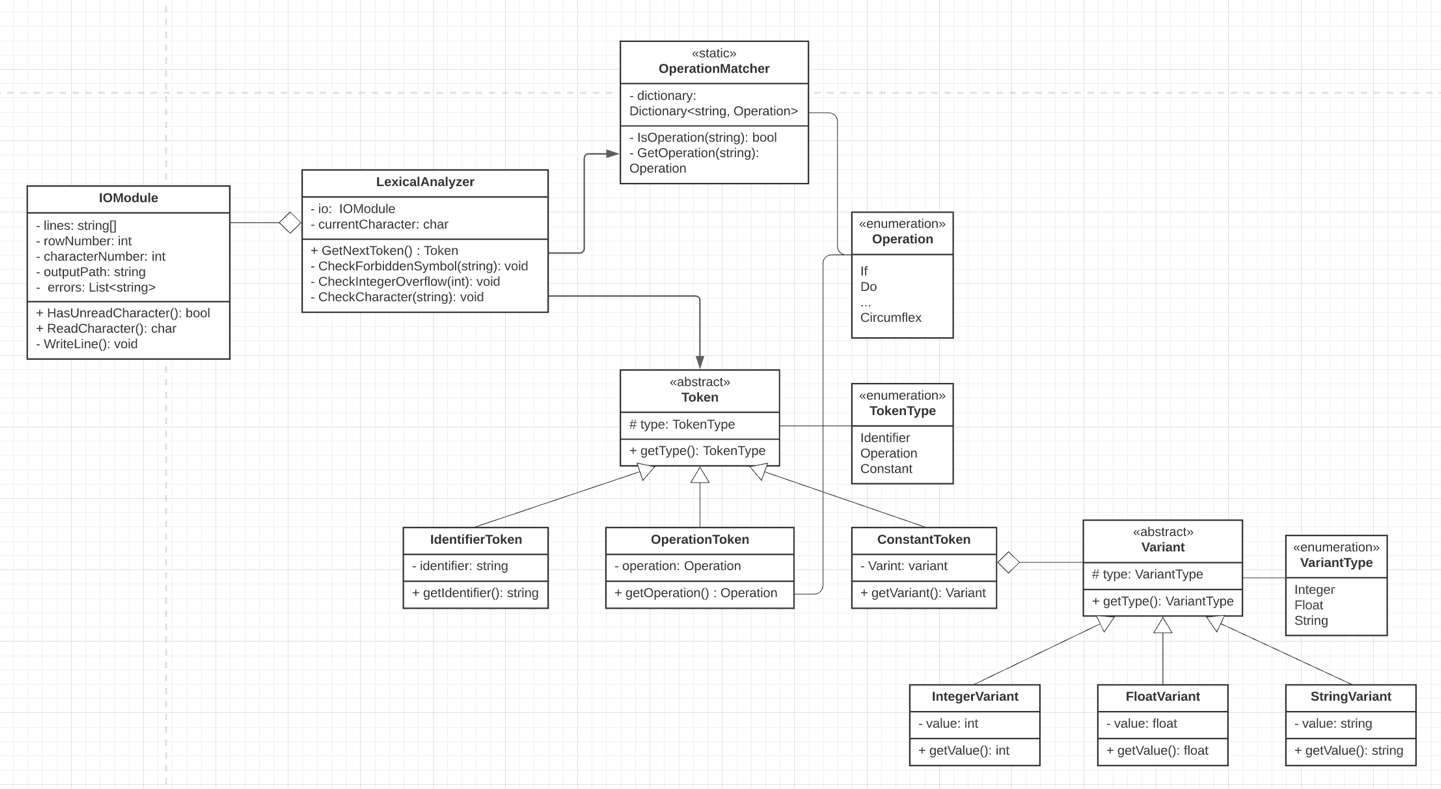 «static»
OperationMatcher
- dictionary:
Dictionary<string, Operation>
- IsOperation(string): bool
- GetOperation(string):
Operation
IOModule
- lines: string[]
- rowNumber: int
- characterNumber: int
- outputPath: string
-  errors: List<string>
+ HasUnreadCharacter(): bool
+ ReadCharacter(): char
- WriteLine(): void
LexicalAnalyzer
- io:  IOModule
- currentCharacter: char
+ GetNextToken() : Token
- CheckForbiddenSymbol(string): void
- CheckIntegerOverflow(int): void
- CheckCharacter(string): void
«enumeration»
Operation
If
Do
...
Circumflex
«abstract»
Token
# type: TokenType
+ getType(): TokenType
«enumeration»
TokenType
Identifier
Operation
Constant
IdentifierToken
- identifier: string
+ getIdentifier(): string
OperationToken
- operation: Operation
+ getOperation() : Operation
ConstantToken
- Varint: variant
+ getVariant(): Variant
«abstract»
Variant
# type: VariantType
+ getType(): VariantType
«enumeration»
VariantType
Integer
Float
String
IntegerVariant
- value: int
+ getValue(): int
FloatVariant
- value: float
+ getValue(): float
StringVariant
- value: string
+ getValue(): string